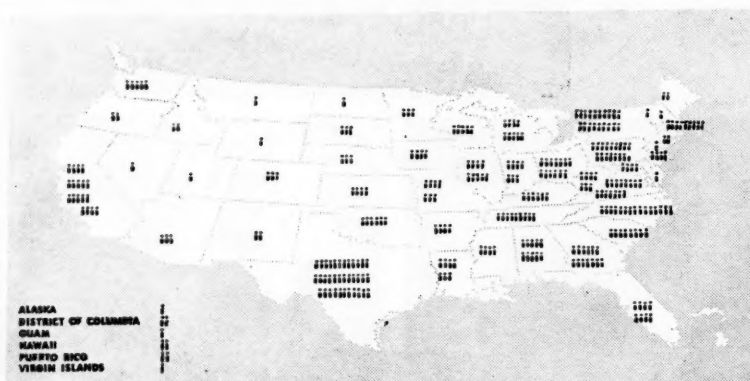 ALASKA
DISTRICT OF COLUMBIA
GUAM
HAWAII
PUERTO RICO
VIRGIN ISLANDS